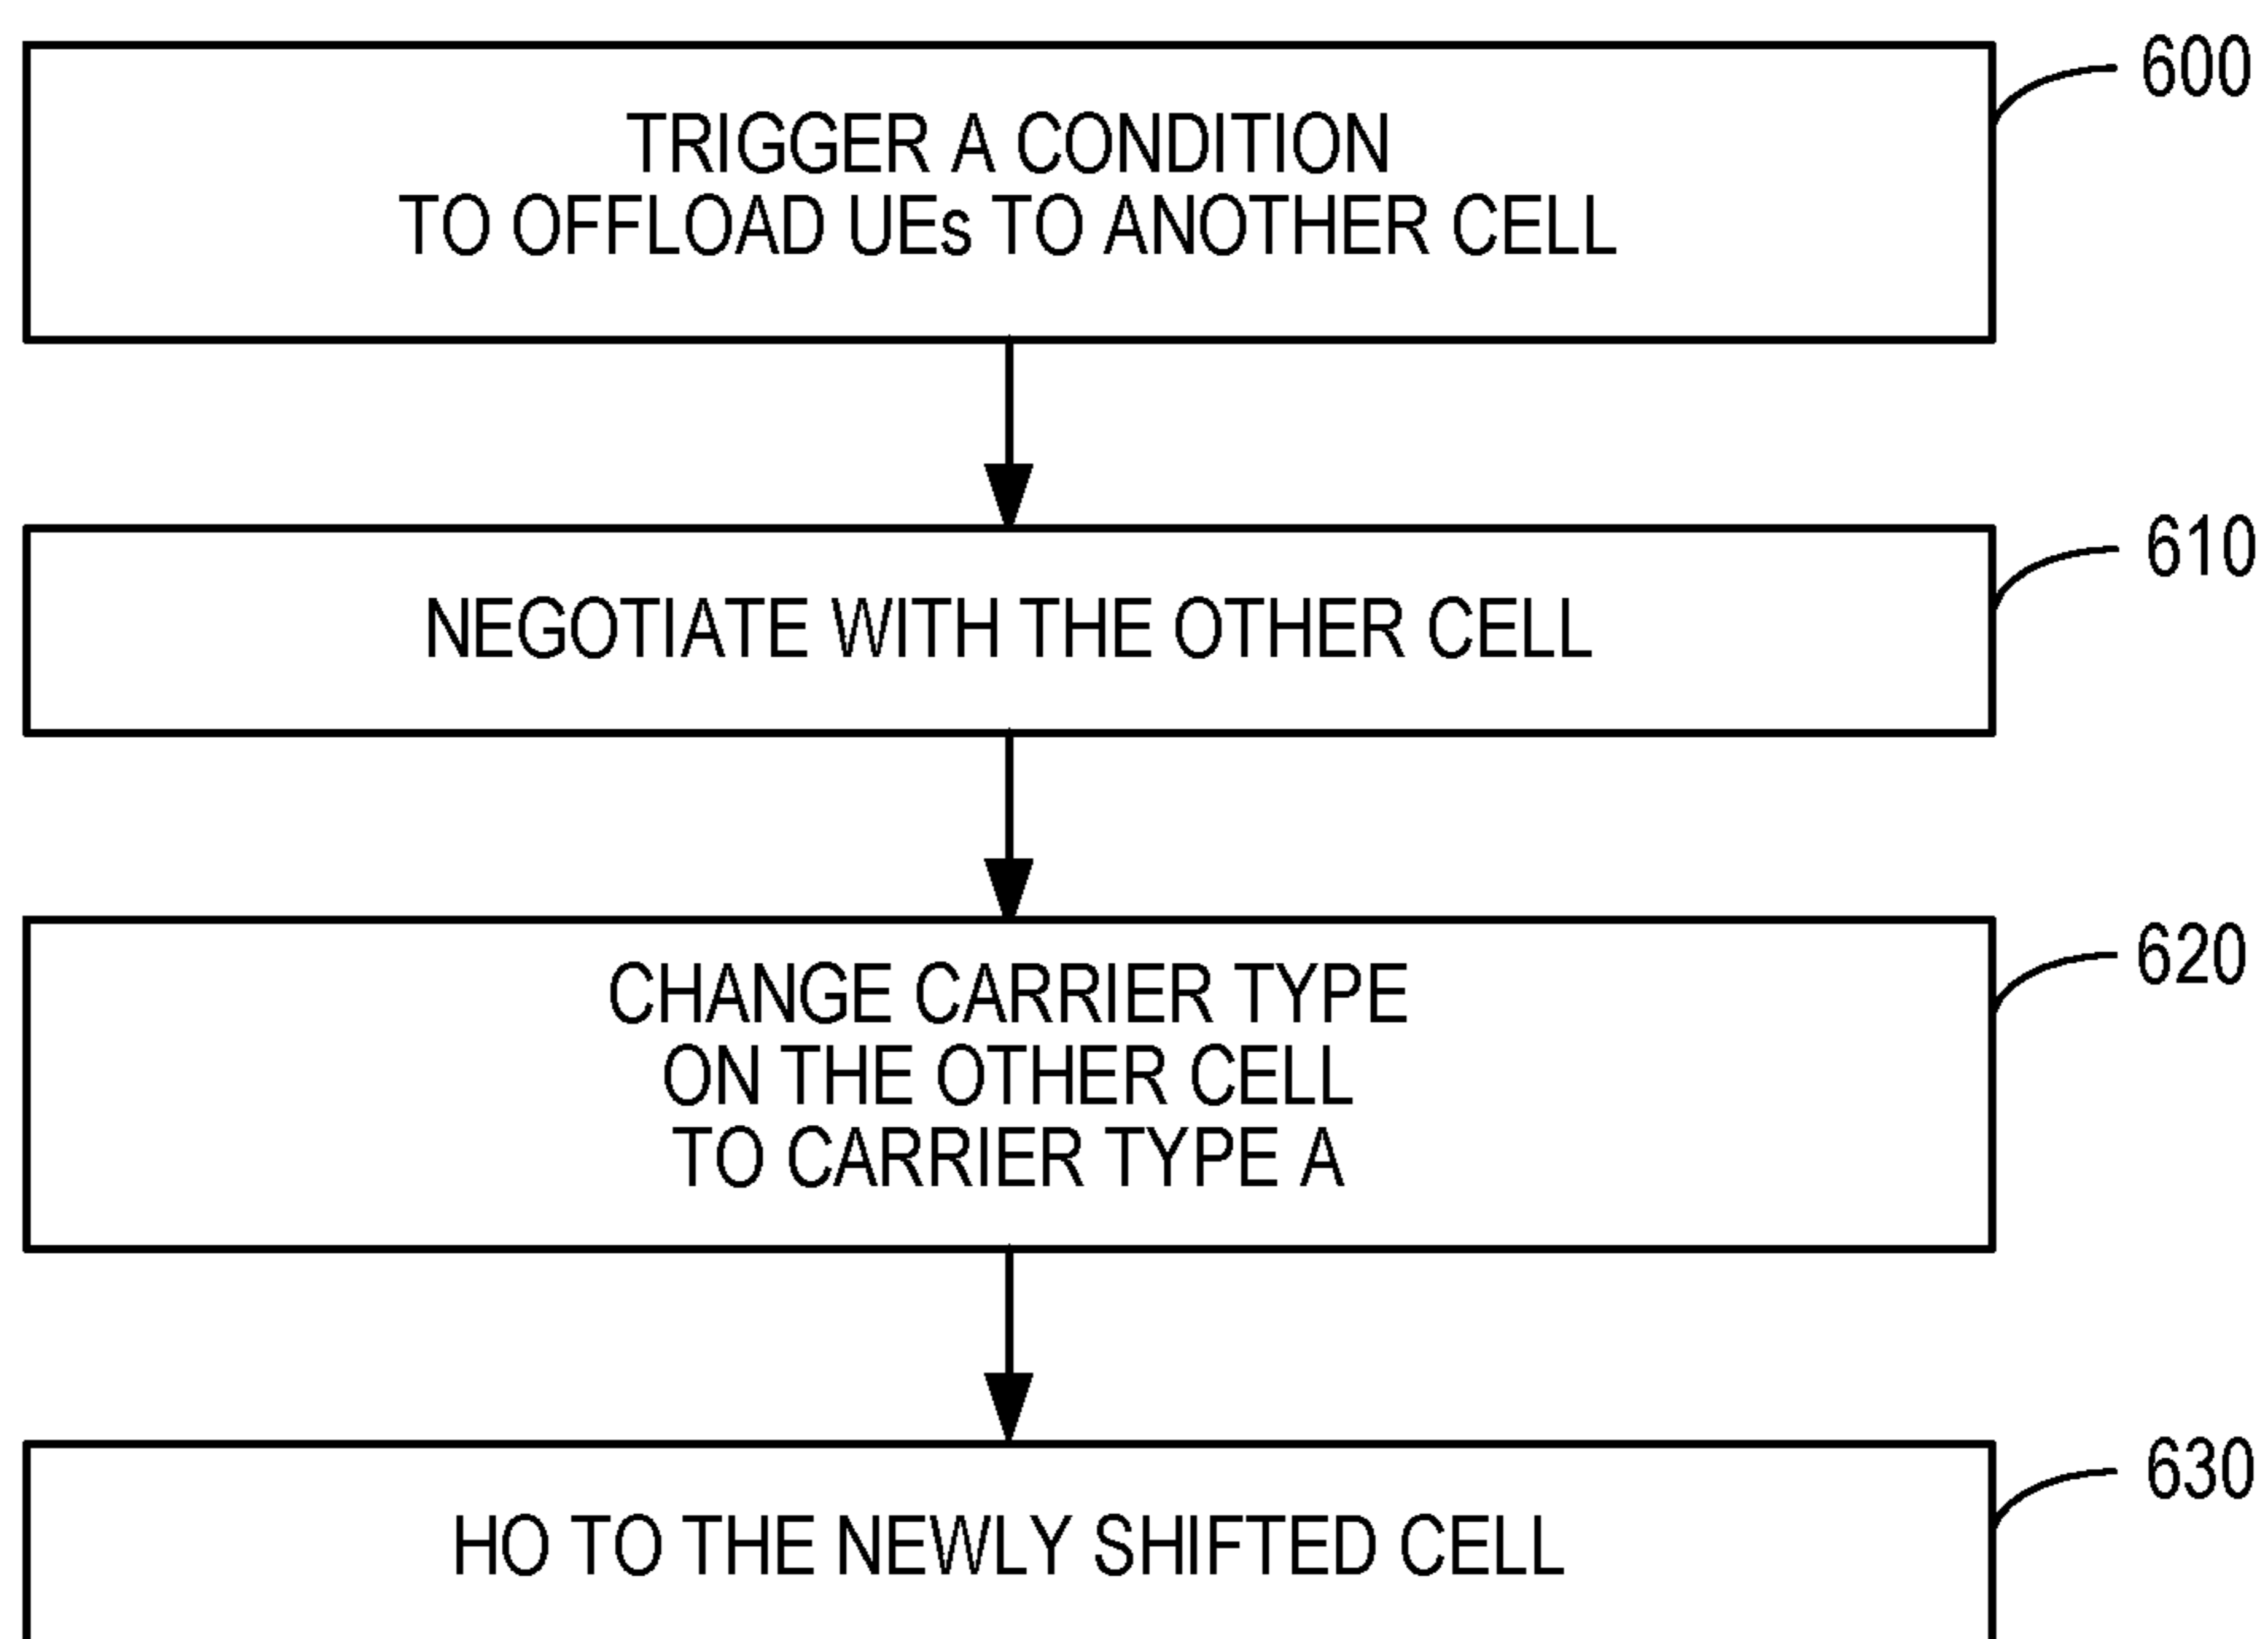 600
TRIGGER A CONDITION
TO OFFLOAD UEs TO ANOTHER CELL
610
NEGOTIATE WITH THE OTHER CELL
620
CHANGE CARRIER TYPE
ON THE OTHER CELL
TO CARRIER TYPE A
630
HO TO THE NEWLY SHIFTED CELL